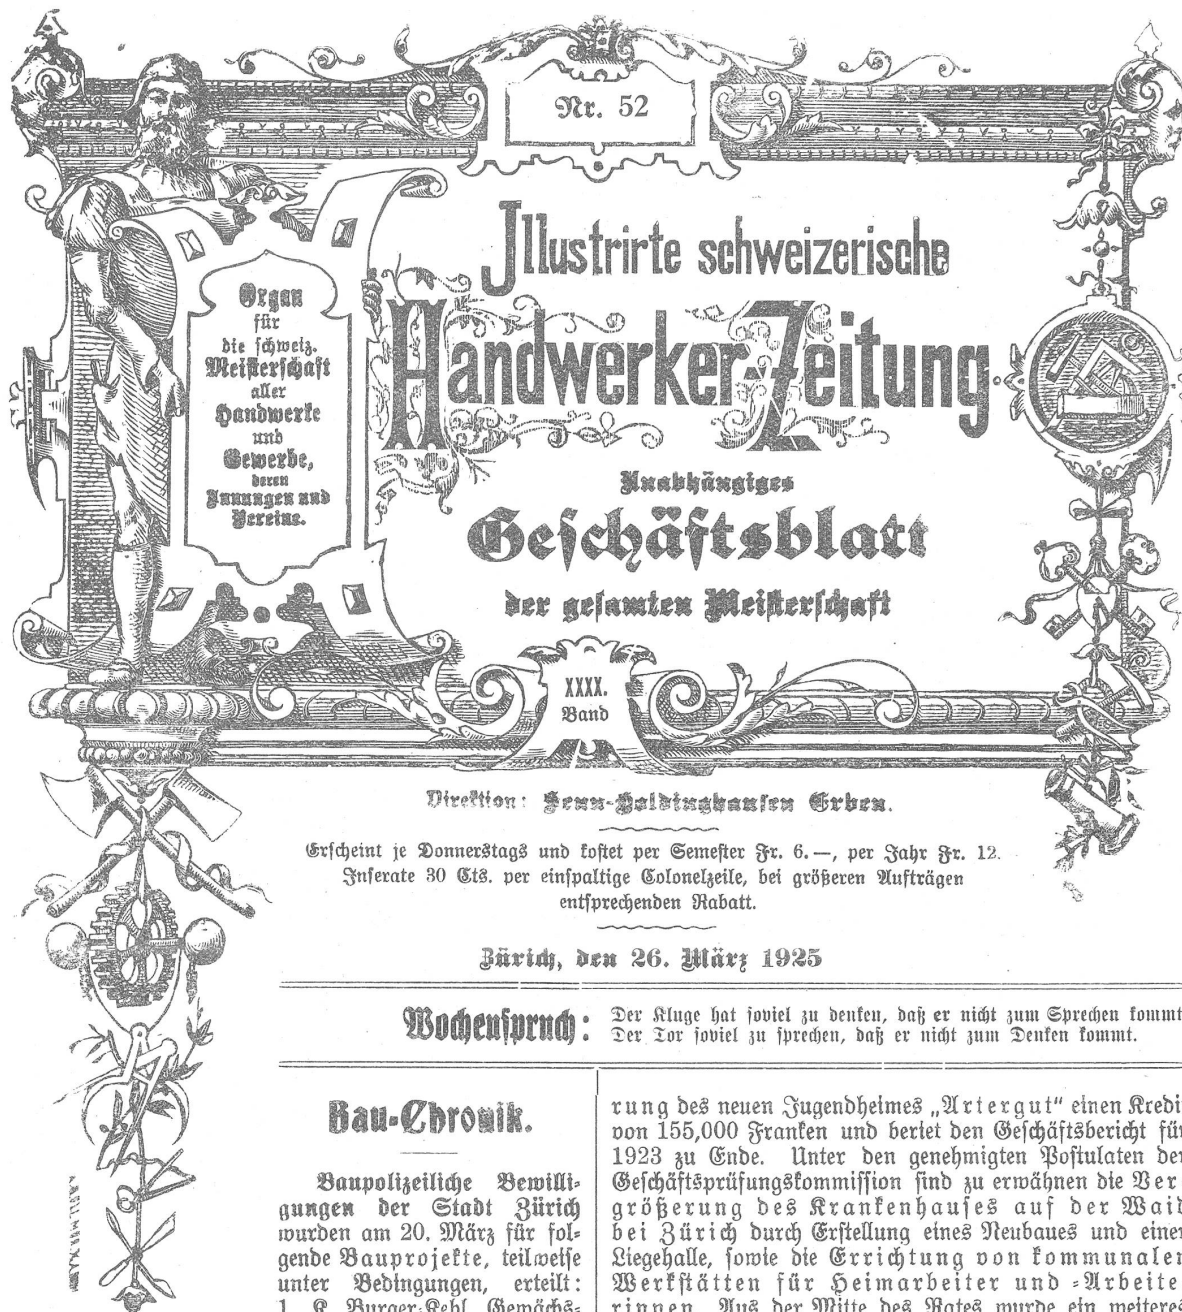 Nr. 52
Jllustrirte schweizerische
Handwerker-Zeitung
Organ
für
die schweiz.
Meisterschaft
aller
Handwerke
und
Gewerbe,
deren
Innungen und
Vereine.
Unabhängiges
Geschäftsblatt
der gesamten Meisterschaft
XXXX.
Band
Direktion: Senn-Holdinghausen Erben.
Erscheint je Donnerstags und kostet per Semester Fr. 6.—, per Jahr Fr. 12.
Inserate 30 Cts. per einspaltige Colonelzeile, bei größeren Aufträgen
entsprechenden Rabatt.
Zürich, den 26. März 1925
Wochenspruch: Der Kluge hat soviel zu denken, daß er nicht zum Sprechen kommt
Der Tor soviel zu sprechen, daß er nicht zum Denken kommt.
Bau-Chronik.
Baupolizeiliche Bewilli-
gungen der Stadt Zürich
wurden am 20. März für fol-
gende Bauprojekte, teilweise
unter Bedingungen, erteilt:
1. K. Burger-Kehl, Gewächs-
rung des neuen Jugendheimes „Artergut“ einen Kredi
von 155,000 Franken und beriet den Geschäftsbericht für
1923 zu Ende. Unter den genehmigten Postulaten der
Geschäftsprüfungskommission sind zu erwähnen die Ver
größerung des Krankenhauses auf der Waid
bei Zürich durch Erstellung eines Neubaues und einer
Liegehalle, sowie die Errichtung von kommunalen
Werkstätten für Heimarbeiter und -Arbeite
rinnen. Aus der Mitte des Rates wurde ein weiteres